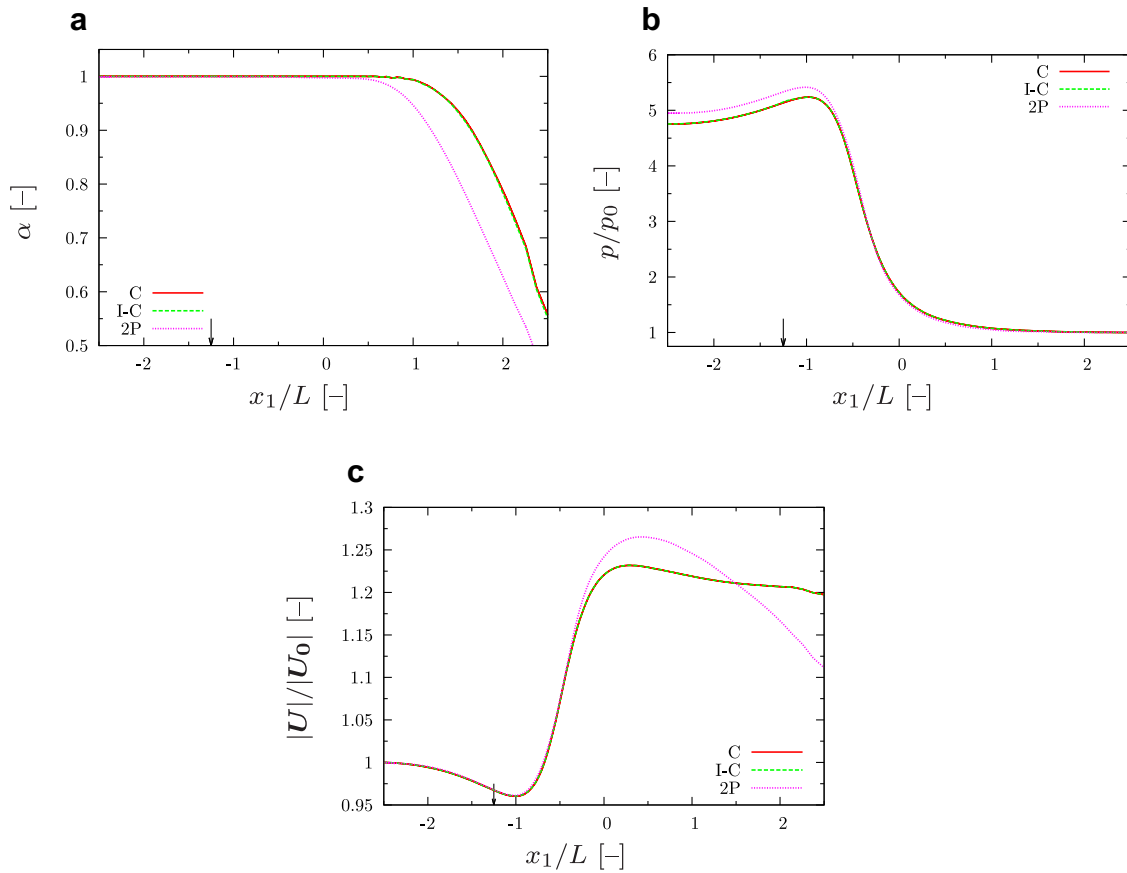 a
1
0.9
0.8
0.7
0.6
0.5
α [–]
C
I-C
2P
-2 -1 0 1 2
x₁/L [–]
b
6
5
4
3
2
1
p/p₀ [–]
C
I-C
2P
-2 -1 0 1 2
x₁/L [–]
c
1.3
1.25
1.2
1.15
1.1
1.05
1
0.95
|U|/|U₀| [–]
C
I-C
2P
-2 -1 0 1 2
x₁/L [–]